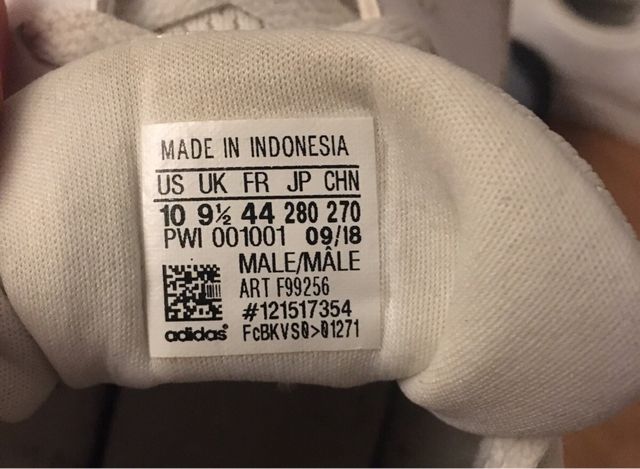 MADE IN INDONESIA
US UK FR JP CHN
10 9½ 44 280 270
PWI 001001 09/18
MALE/MÂLE
ART F99256
#121517354
adidas® FcBKVS0>01271